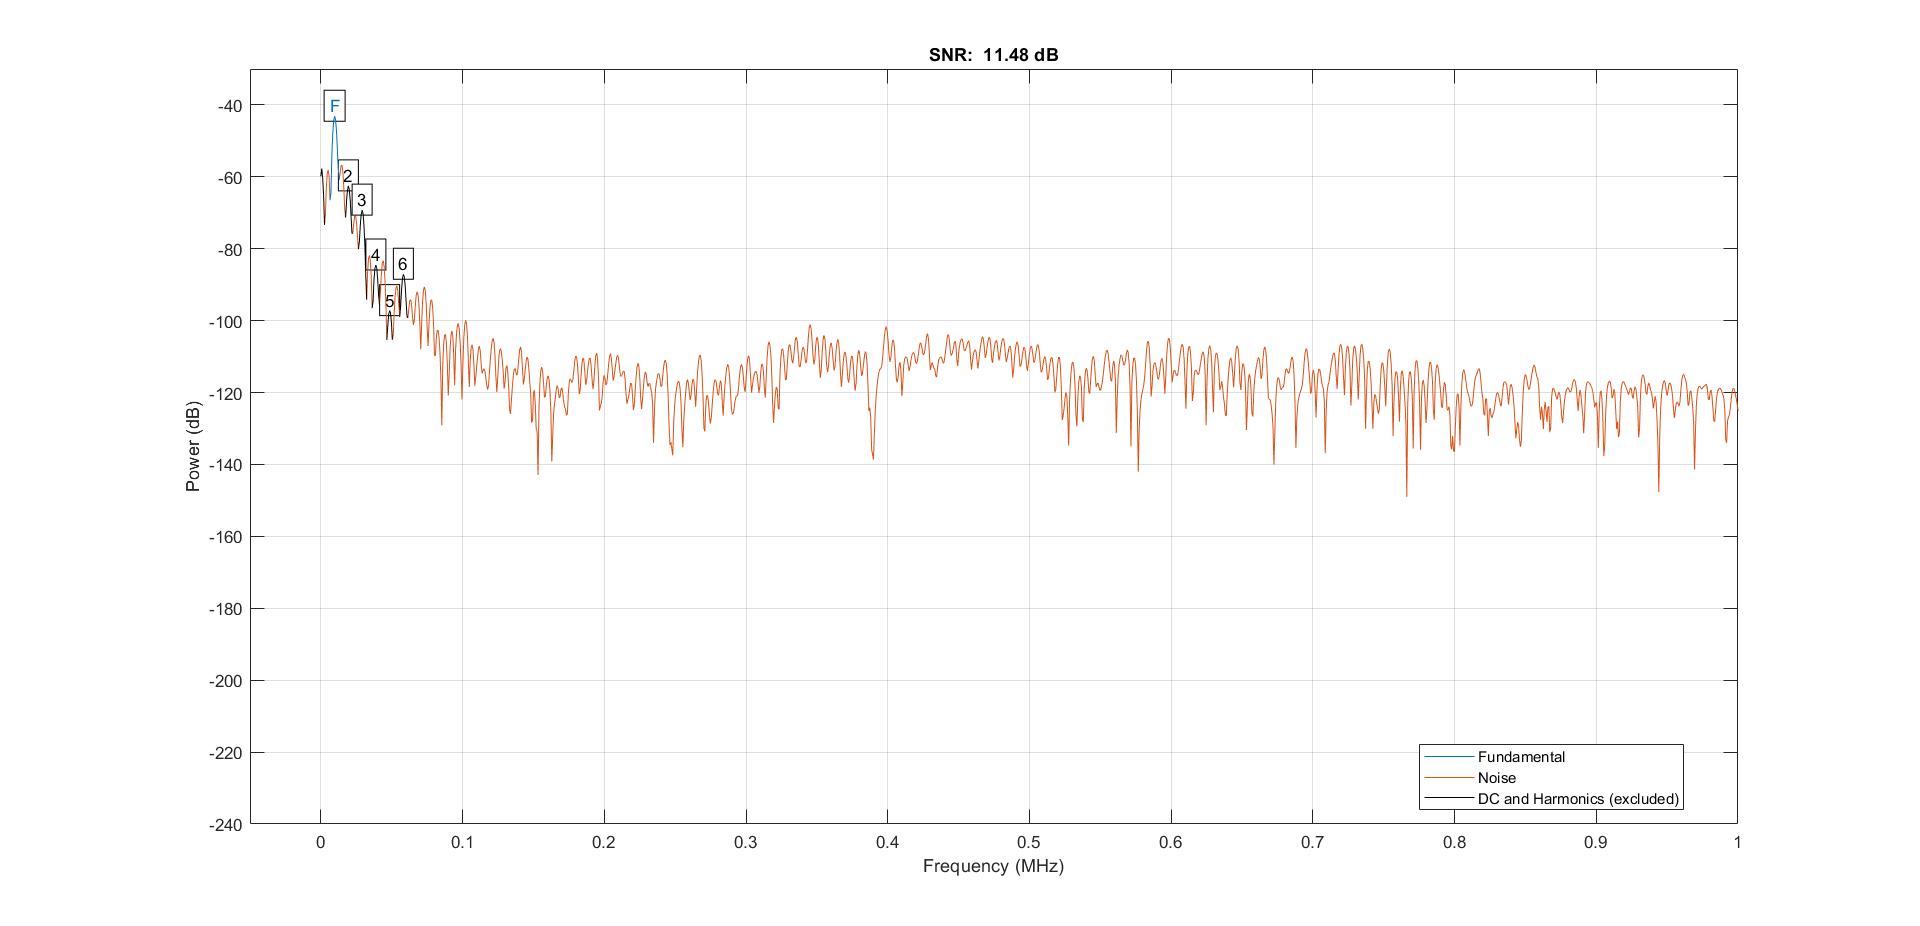 SNR: 11.48 dB
F
2
3
4
6
5
-40
-60
-80
-100
-120
-140
-160
-180
-200
-220
-240
Power (dB)
Fundamental
Noise
DC and Harmonics (excluded)
0 0.1 0.2 0.3 0.4 0.5 0.6 0.7 0.8 0.9 1
Frequency (MHz)